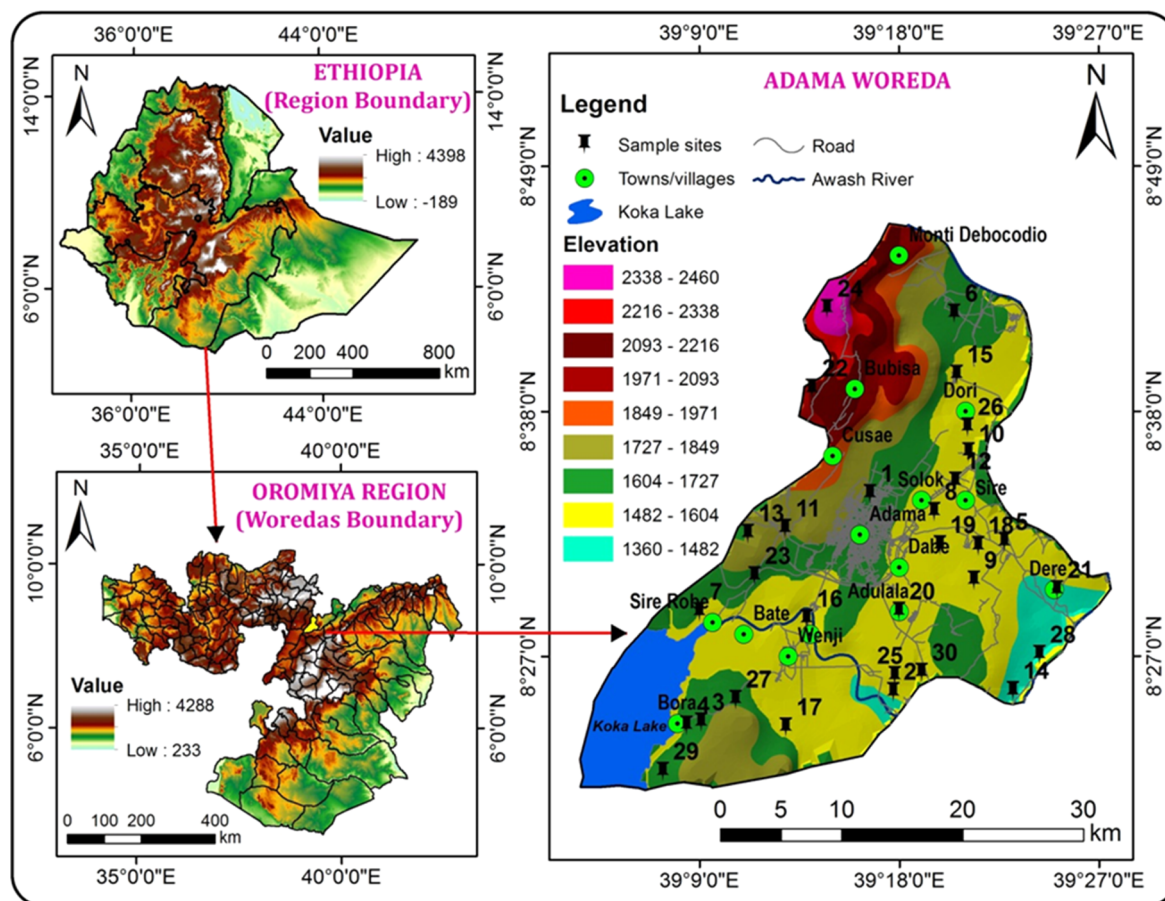 36°0'0"E
44°0'0"E
14°0'0"N
6°0'0"N
14°0'0"N
6°0'0"N
N
ETHIOPIA
(Region Boundary)
Value
High : 4398
Low : -189
0 200 400 800
km
36°0'0"E
44°0'0"E
35°0'0"E
40°0'0"E
10°0'0"N
6°0'0"N
10°0'0"N
6°0'0"N
N
OROMIYA REGION
(Woredas Boundary)
Value
High : 4288
Low : 233
0 100 200 400
km
35°0'0"E
40°0'0"E
39°9'0"E
39°18'0"E
39°27'0"E
8°49'0"N
8°38'0"N
8°27'0"N
8°49'0"N
8°38'0"N
8°27'0"N
ADAMA WOREDA
N
Legend
Sample sites
Road
Towns/villages
Awash River
Koka Lake
Elevation
2338 - 2460
2216 - 2338
2093 - 2216
1971 - 2093
1849 - 1971
1727 - 1849
1604 - 1727
1482 - 1604
1360 - 1482
Monti Debocodio
24
6
15
22
Bubisa
Dori
26
10
Cusae
12
1
Solok
8
Sire
13
11
Adama
Dabe
19
18
5
23
9
Dere
21
7
Sire Robe
Bate
16
Wenji
Adulala
20
28
25
2
30
14
27
Bora
4
3
17
Koka Lake
29
0 5 10 20 30
km
39°9'0"E
39°18'0"E
39°27'0"E